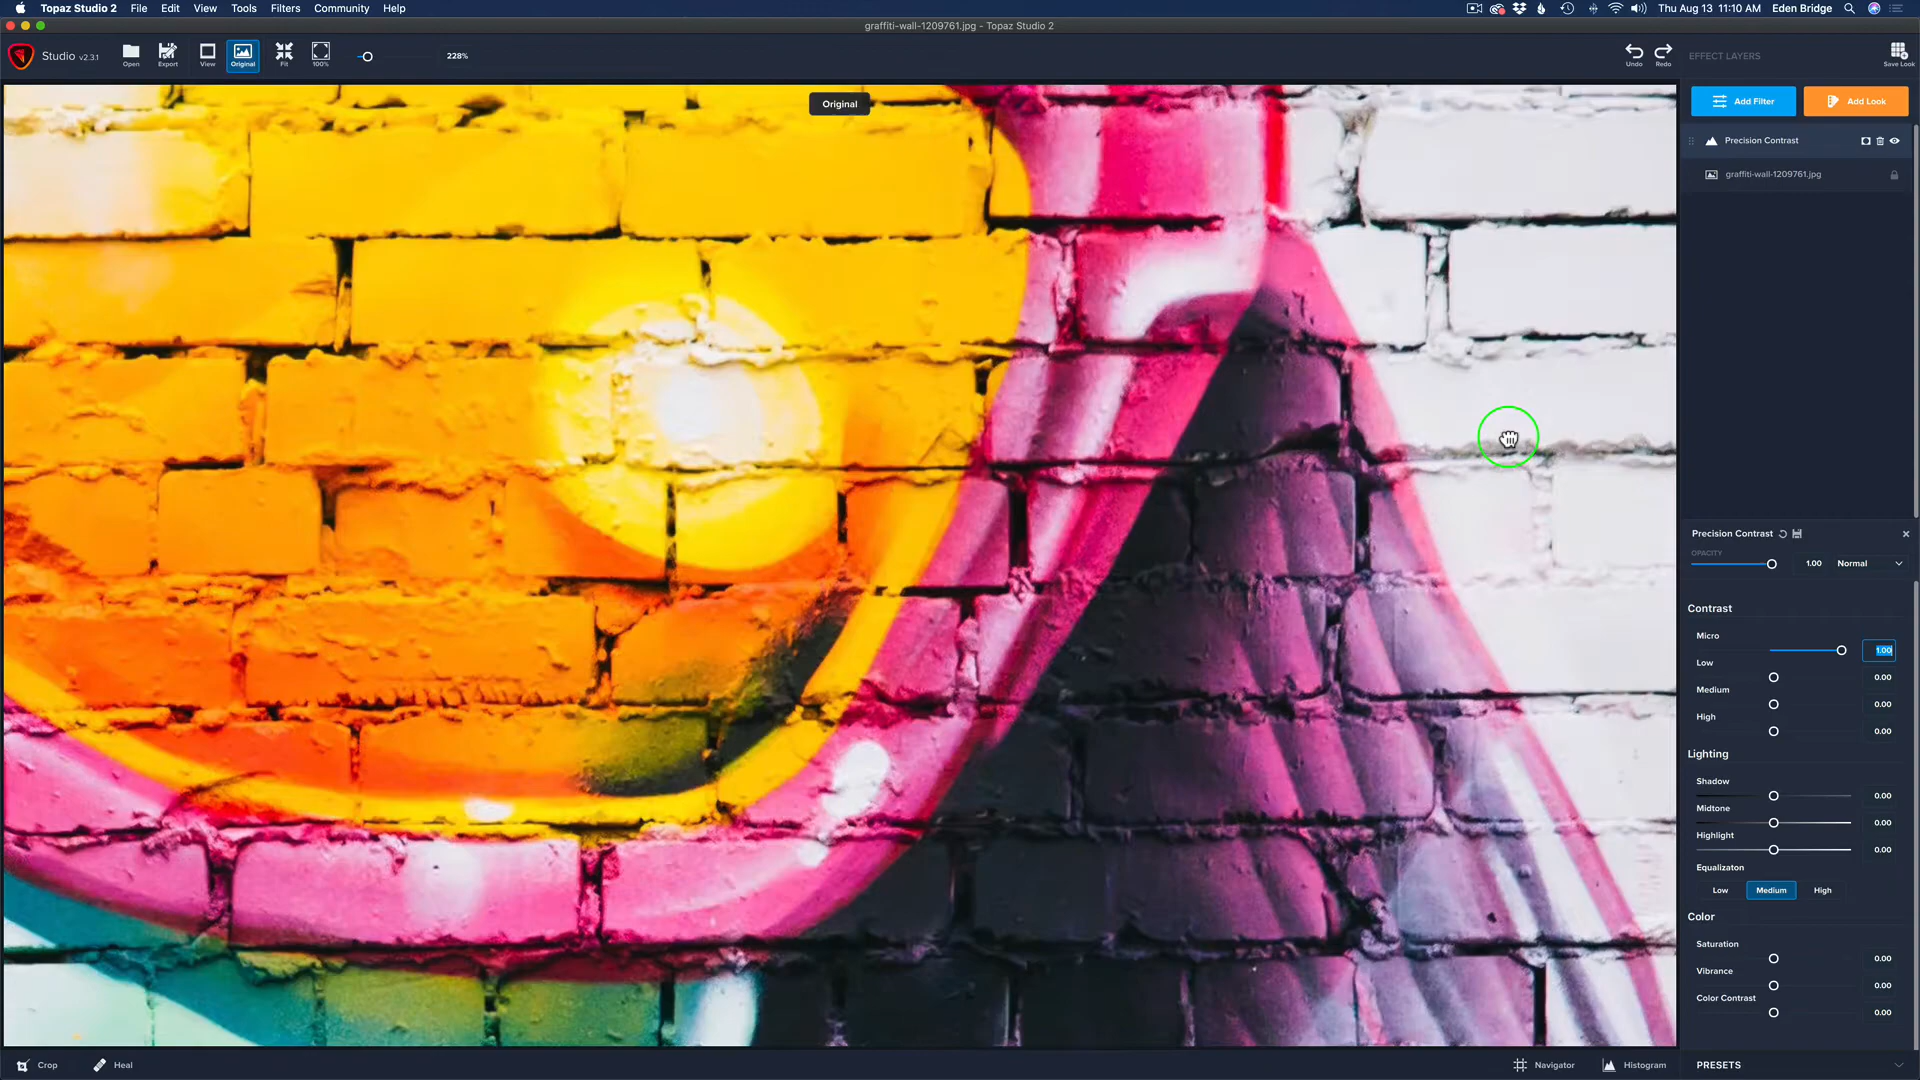 Topaz Studio 2 File Edit View Tools Filters Community Help Thu Aug 13 11:10 AM Eden Bridge
graffiti-wall-1209761.jpg - Topaz Studio 2
Studio v2.3.1 Open Export View Original Fit 100% 228% Undo Redo EFFECT LAYERS Save Look
Original
Add Filter Add Look
Precision Contrast
graffiti-wall-1209761.jpg
Precision Contrast
OPACITY
1.00 Normal
Contrast
Micro
1.00
Low
0.00
Medium
0.00
High
0.00
Lighting
Shadow
0.00
Midtone
0.00
Highlight
0.00
Equalizaton
Low Medium High
Color
Saturation
0.00
Vibrance
0.00
Color Contrast
0.00
Crop Heal Navigator Histogram PRESETS